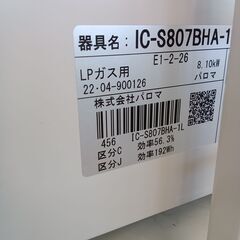 器具名：IC-S807BHA-1
E1-2-26
LPガス用 8.10kW
22･04-900126 パロマ
株式会社パロマ
456 [C-S807BHA-1L
区分C 効率56.3%
区分J 効率192Wh